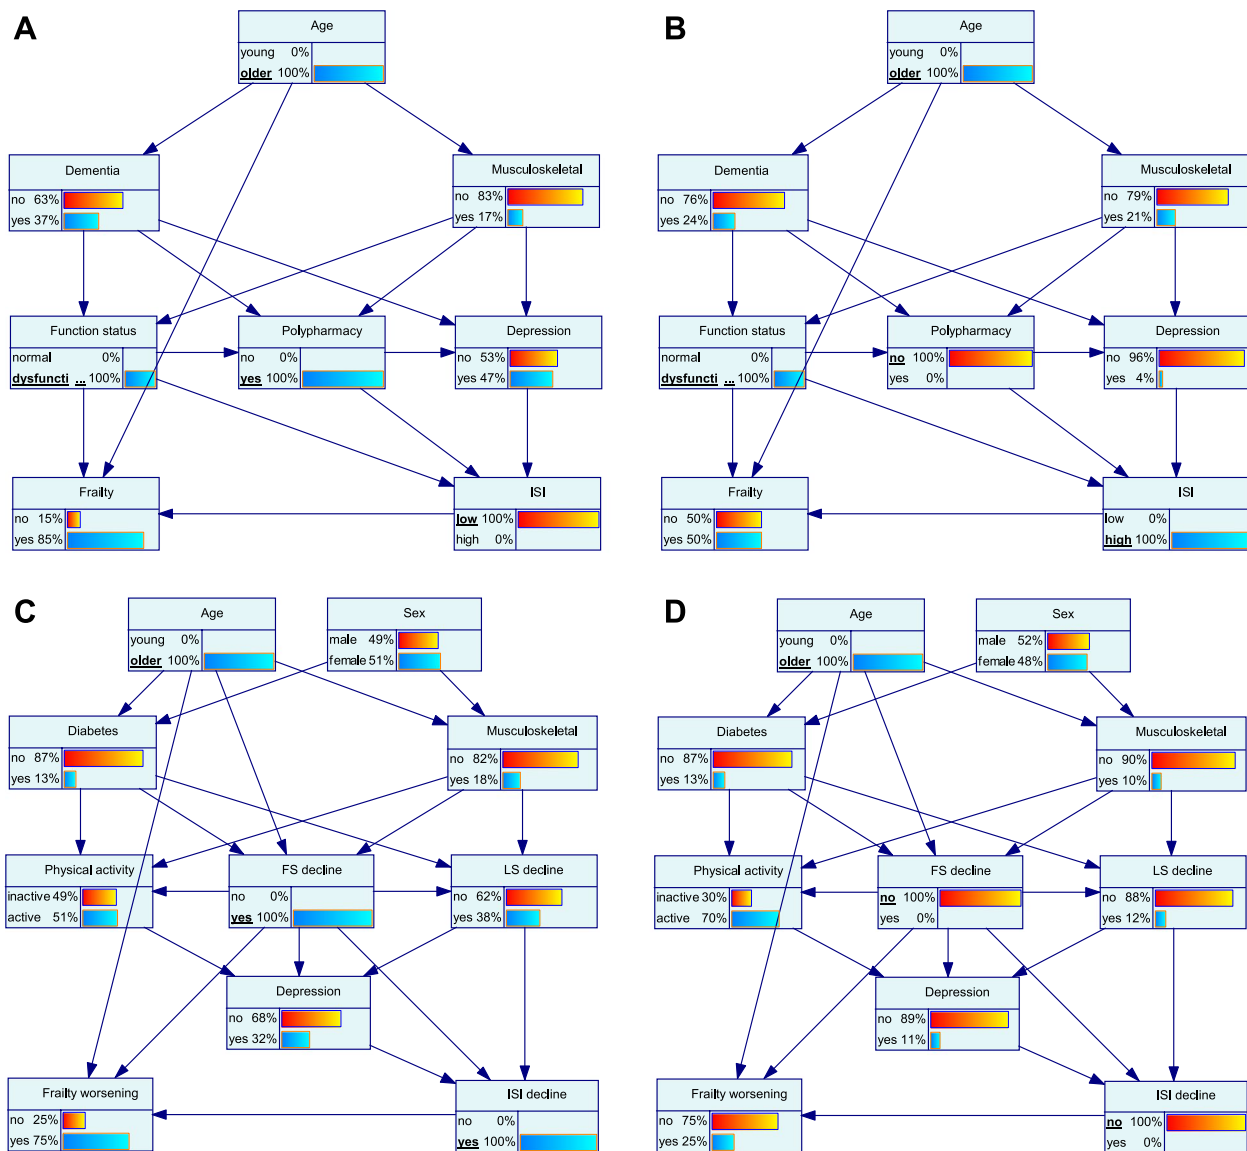 A
Age
young 0%
older 100%
Dementia
no 63%
yes 37%
Musculoskeletal
no 83%
yes 17%
Function status
normal 0%
dysfuncti ... 100%
Polypharmacy
no 0%
yes 100%
Depression
no 53%
yes 47%
Frailty
no 15%
yes 85%
ISI
low 100%
high 0%
B
Age
young 0%
older 100%
Dementia
no 76%
yes 24%
Musculoskeletal
no 79%
yes 21%
Function status
normal 0%
dysfuncti ... 100%
Polypharmacy
no 100%
yes 0%
Depression
no 96%
yes 4%
Frailty
no 50%
yes 50%
ISI
low 0%
high 100%
C
Age
young 0%
older 100%
Sex
male 49%
female 51%
Diabetes
no 87%
yes 13%
Musculoskeletal
no 82%
yes 18%
Physical activity
inactive 49%
active 51%
FS decline
no 0%
yes 100%
LS decline
no 62%
yes 38%
Depression
no 68%
yes 32%
Frailty worsening
no 25%
yes 75%
ISI decline
no 0%
yes 100%
D
Age
young 0%
older 100%
Sex
male 52%
female 48%
Diabetes
no 87%
yes 13%
Musculoskeletal
no 90%
yes 10%
Physical activity
inactive 30%
active 70%
FS decline
no 100%
yes 0%
LS decline
no 88%
yes 12%
Depression
no 89%
yes 11%
Frailty worsening
no 75%
yes 25%
ISI decline
no 100%
yes 0%